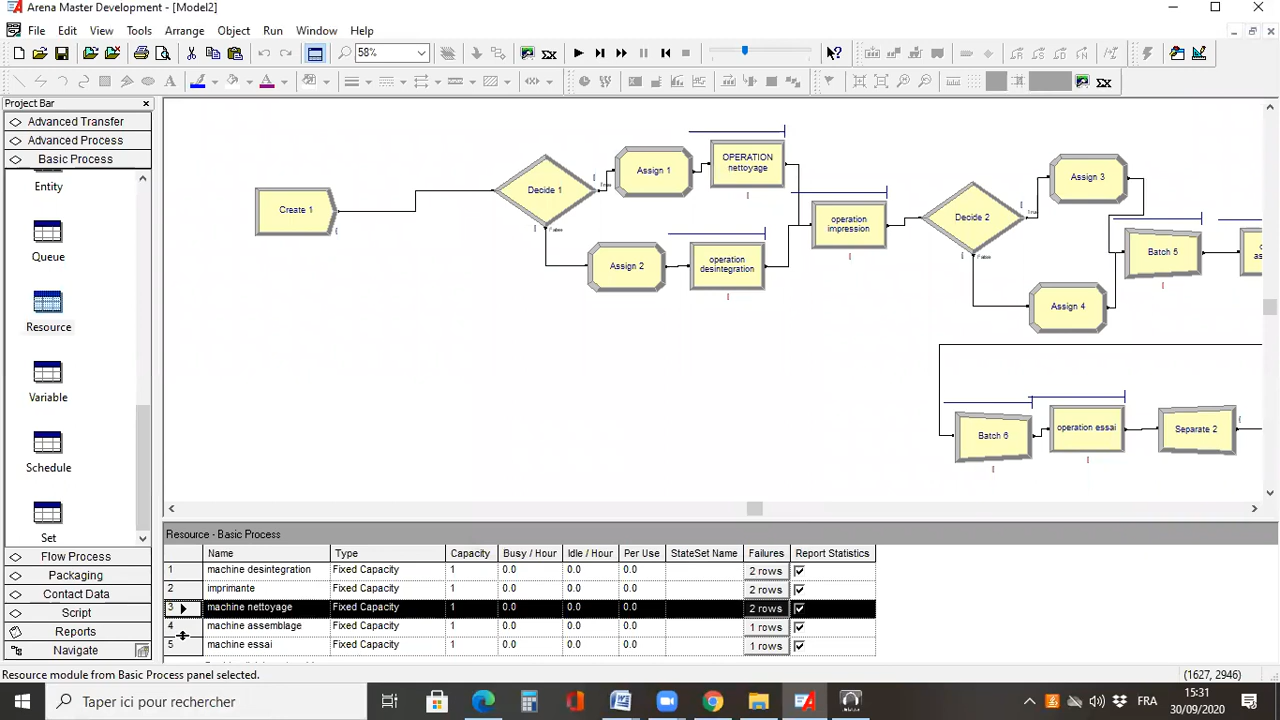 Arena Master Development - [Model2]
File Edit View Tools Arrange Object Run Window Help
58%
Project Bar
Advanced Transfer
Advanced Process
Basic Process
Entity
Queue
Resource
Variable
Schedule
Set
Flow Process
Packaging
Contact Data
Script
Reports
Navigate
Create 1
Decide 1
True
False
Assign 1
OPERATION
nettoyage
Assign 2
operation
desintegration
operation
impression
Decide 2
True
False
Assign 3
Assign 4
Batch 5
Batch 6
operation essai
Separate 2
Resource - Basic Process
Name Type Capacity Busy / Hour Idle / Hour Per Use StateSet Name Failures Report Statistics
1 machine desintegration Fixed Capacity 1 0.0 0.0 0.0 2 rows
2 imprimante Fixed Capacity 1 0.0 0.0 0.0 2 rows
3 machine nettoyage Fixed Capacity 1 0.0 0.0 0.0 2 rows
4 machine assemblage Fixed Capacity 1 0.0 0.0 0.0 1 rows
5 machine essai Fixed Capacity 1 0.0 0.0 0.0 1 rows
Resource module from Basic Process panel selected.
(1627, 2946)
Taper ici pour rechercher
FRA
15:31
30/09/2020